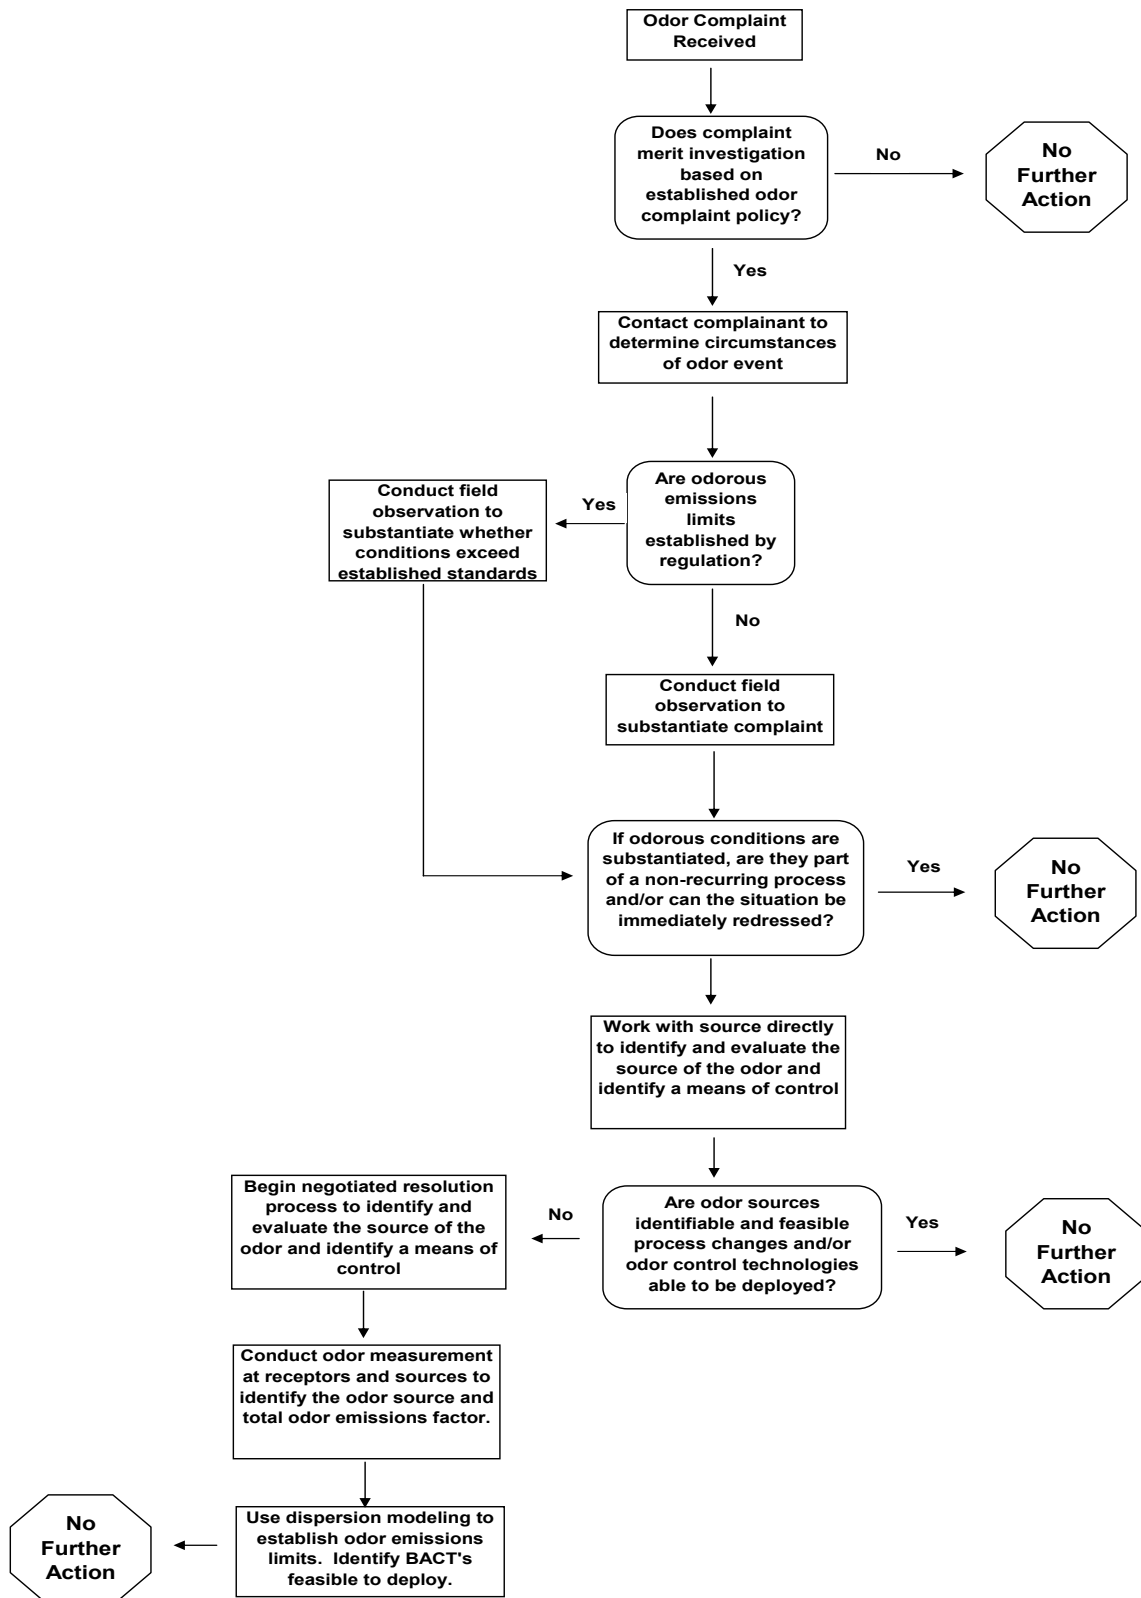 Odor Complaint
Received
Does complaint
merit investigation
based on
established odor
complaint policy?
No
No
Further
Action
Yes
Contact complainant to
determine circumstances
of odor event
Are odorous
emissions
limits
established by
regulation?
Yes
Conduct field
observation to
substantiate whether
conditions exceed
established standards
No
Conduct field
observation to
substantiate complaint
If odorous conditions are
substantiated, are they part
of a non-recurring process
and/or can the situation be
immediately redressed?
Yes
No
Further
Action
Work with source directly
to identify and evaluate the
source of the odor and
identify a means of control
Are odor sources
identifiable and feasible
process changes and/or
odor control technologies
able to be deployed?
Yes
No
Further
Action
No
Begin negotiated resolution
process to identify and
evaluate the source of the
odor and identify a means of
control
Conduct odor measurement
at receptors and sources to
identify the odor source and
total odor emissions factor.
Use dispersion modeling to
establish odor emissions
limits. Identify BACT's
feasible to deploy.
No
Further
Action